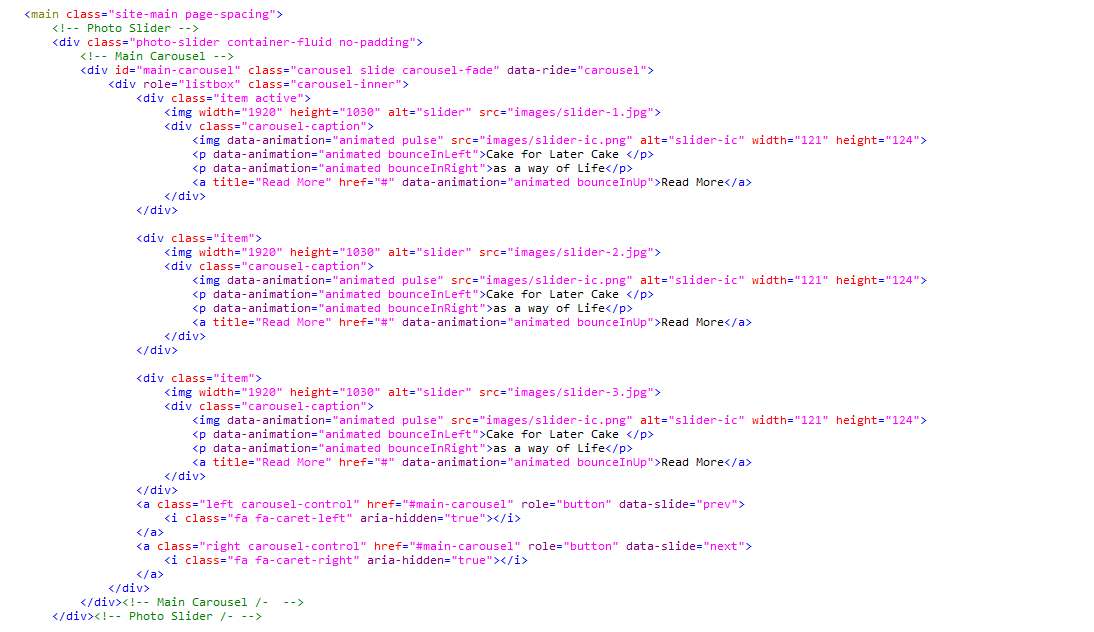 <main class="site-main page-spacing">
<!-- Photo Slider -->
<div class="photo-slider container-fluid no-padding">
<!-- Main Carousel -->
<div id="main-carousel" class="carousel slide carousel-fade" data-ride="carousel">
<div role="listbox" class="carousel-inner">
<div class="item active">
<img width="1920" height="1030" alt="slider" src="images/slider-1.jpg">
<div class="carousel-caption">
<img data-animation="animated pulse" src="images/slider-ic.png" alt="slider-ic" width="121" height="124">
<p data-animation="animated bounceInLeft">Cake for Later Cake </p>
<p data-animation="animated bounceInRight">as a way of Life</p>
<a title="Read More" href="#" data-animation="animated bounceInUp">Read More</a>
</div>
</div>
<div class="item">
<img width="1920" height="1030" alt="slider" src="images/slider-2.jpg">
<div class="carousel-caption">
<img data-animation="animated pulse" src="images/slider-ic.png" alt="slider-ic" width="121" height="124">
<p data-animation="animated bounceInLeft">Cake for Later Cake </p>
<p data-animation="animated bounceInRight">as a way of Life</p>
<a title="Read More" href="#" data-animation="animated bounceInUp">Read More</a>
</div>
</div>
<div class="item">
<img width="1920" height="1030" alt="slider" src="images/slider-3.jpg">
<div class="carousel-caption">
<img data-animation="animated pulse" src="images/slider-ic.png" alt="slider-ic" width="121" height="124">
<p data-animation="animated bounceInLeft">Cake for Later Cake </p>
<p data-animation="animated bounceInRight">as a way of Life</p>
<a title="Read More" href="#" data-animation="animated bounceInUp">Read More</a>
</div>
</div>
<a class="left carousel-control" href="#main-carousel" role="button" data-slide="prev">
<i class="fa fa-caret-left" aria-hidden="true"></i>
</a>
<a class="right carousel-control" href="#main-carousel" role="button" data-slide="next">
<i class="fa fa-caret-right" aria-hidden="true"></i>
</a>
</div>
</div><!-- Main Carousel /-  -->
</div><!-- Photo Slider /- -->